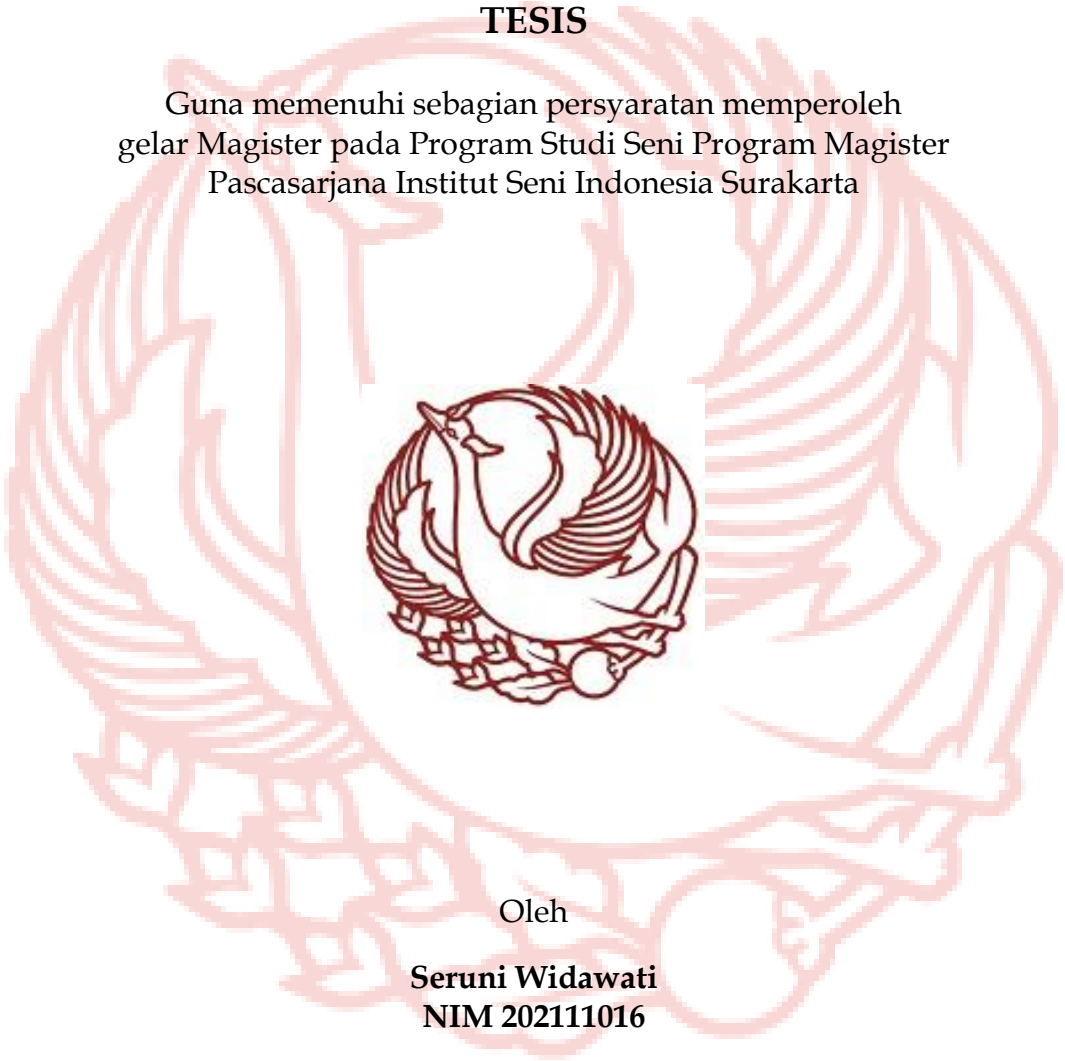 TESIS
Guna memenuhi sebagian persyaratan memperoleh
gelar Magister pada Program Studi Seni Program Magister
Pascasarjana Institut Seni Indonesia Surakarta
Oleh
Seruni Widawati
NIM 202111016